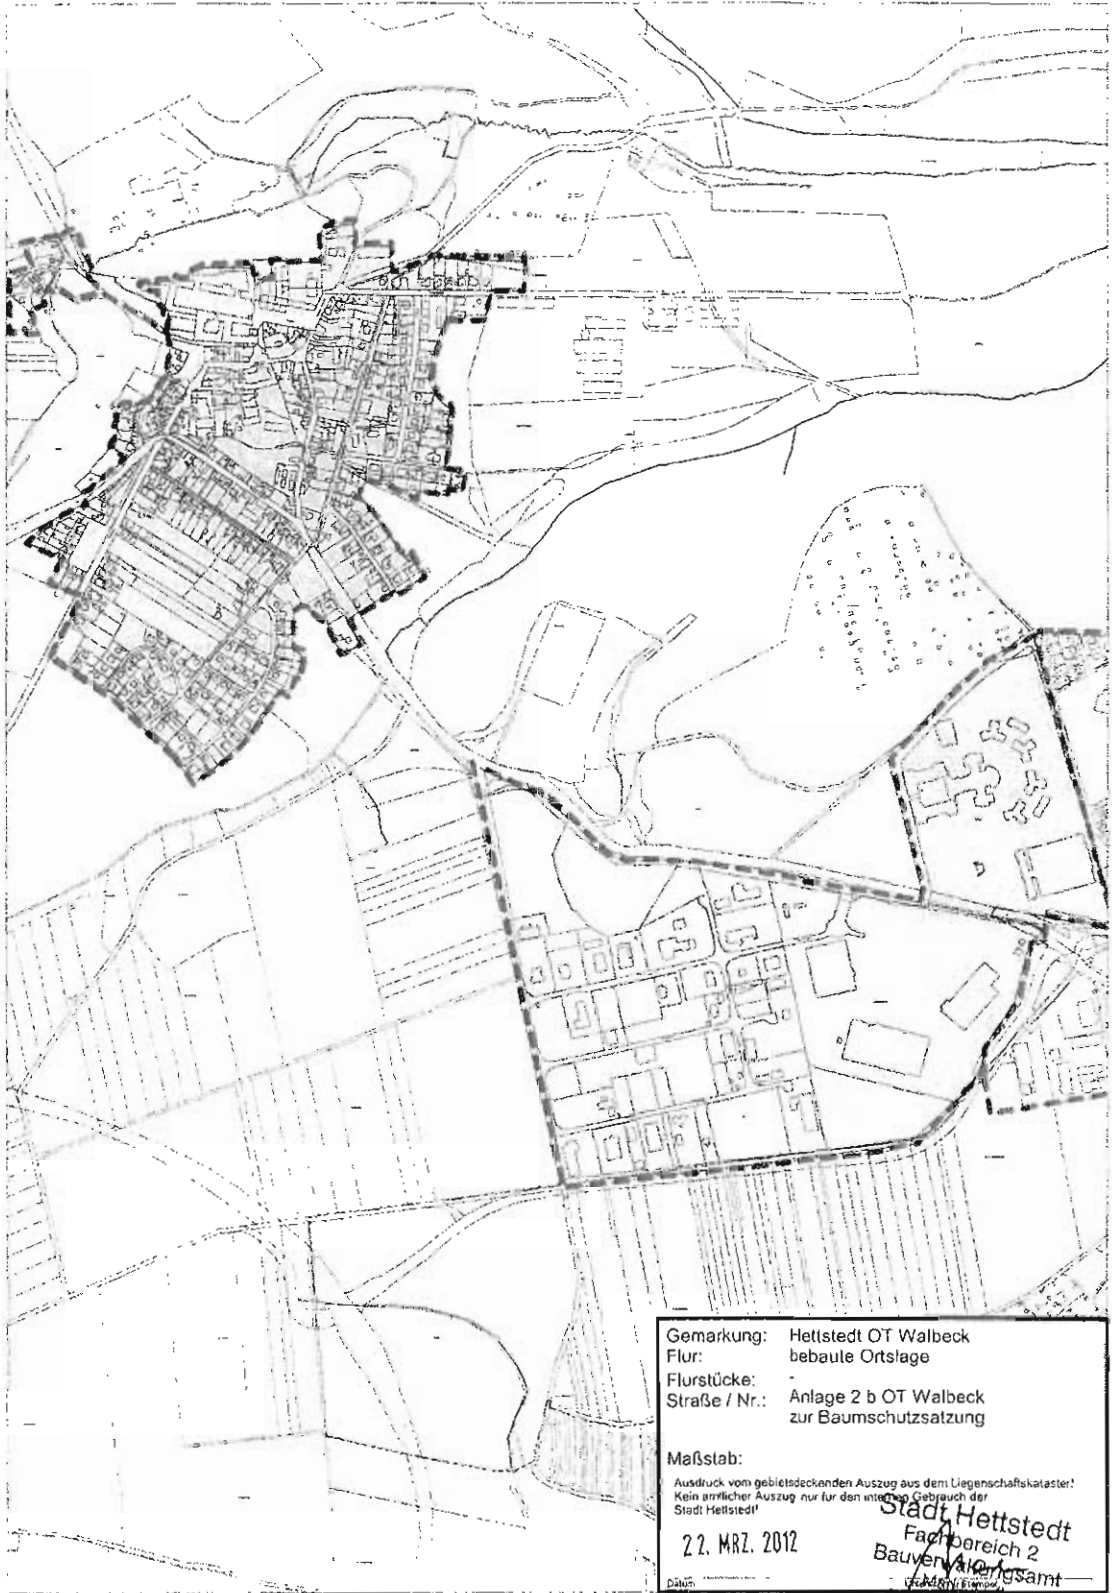 Gemarkung: Hettstedt OT Walbeck
Flur: bebaute Ortslage
Flurstücke: -
Straße / Nr.: Anlage 2 b OT Walbeck
zur Baumschutzsatzung
Maßstab:
Ausdruck vom gebietsdeckenden Auszug aus dem Liegenschaftskataster!
Kein amtlicher Auszug nur für den internen Gebrauch der
Stadt Hettstedt!
Stadt Hettstedt
Fachbereich 2
Bauverwaltungsamt
22. MRZ. 2012
Datum